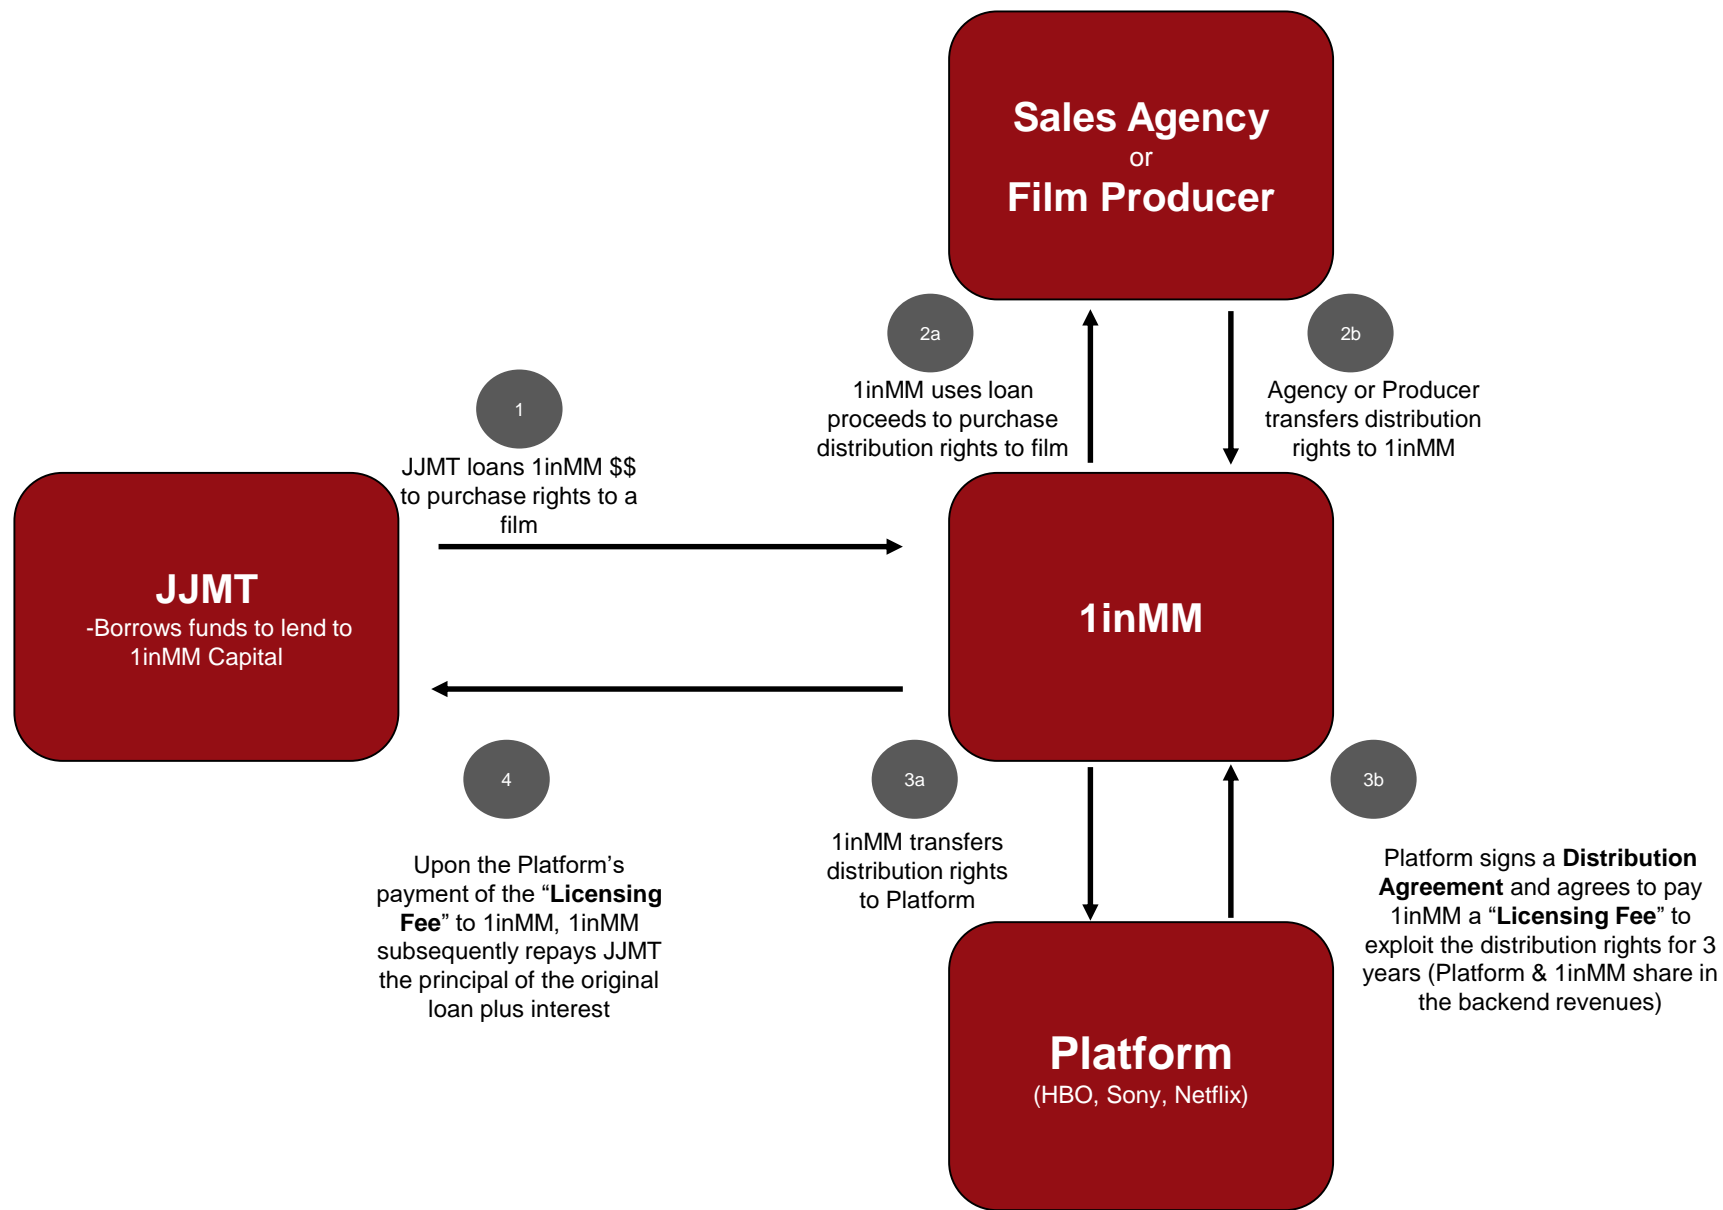 Sales Agency
or
Film Producer
2a
2b
1inMM uses loan
proceeds to purchase
distribution rights to film
Agency or Producer
transfers distribution
rights to 1inMM
1
JJMT loans 1inMM $$
to purchase rights to a
film
JJMT
-Borrows funds to lend to
1inMM Capital
1inMM
4
Upon the Platform’s
payment of the “Licensing
Fee” to 1inMM, 1inMM
subsequently repays JJMT
the principal of the original
loan plus interest
3a
1inMM transfers
distribution rights
to Platform
3b
Platform signs a Distribution
Agreement and agrees to pay
1inMM a “Licensing Fee” to
exploit the distribution rights for 3
years (Platform & 1inMM share in
the backend revenues)
Platform
(HBO, Sony, Netflix)